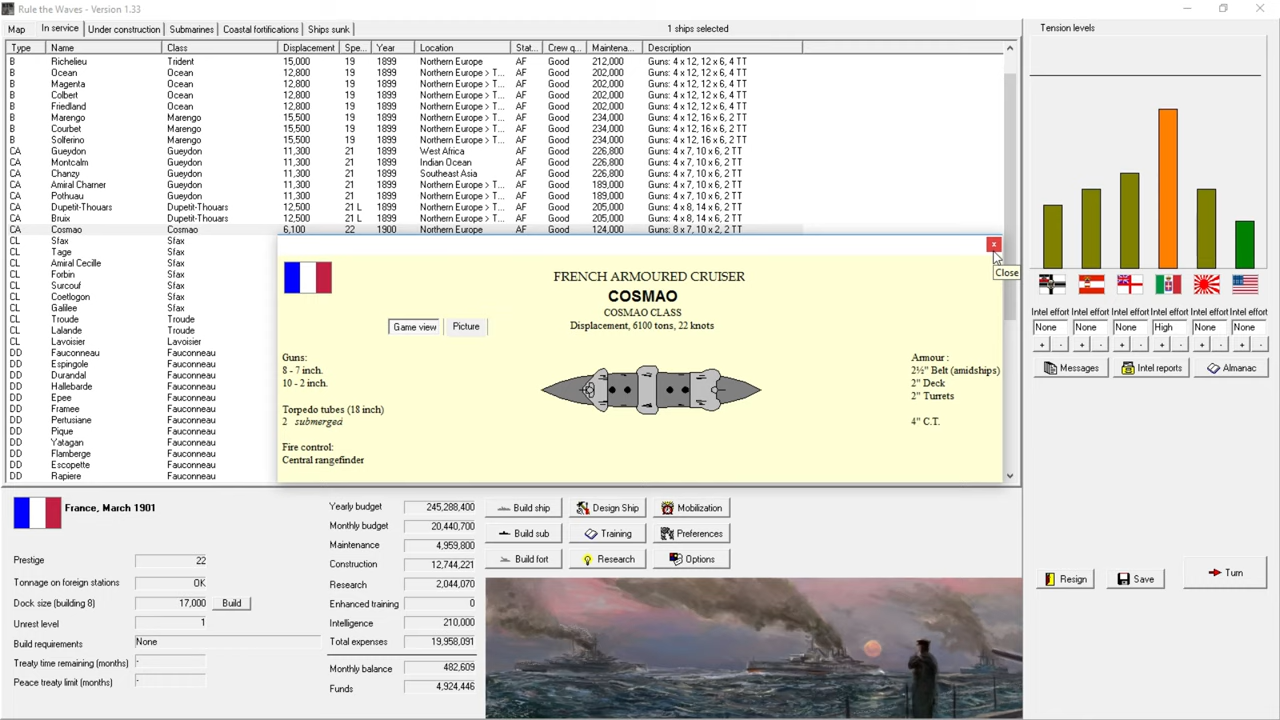 Rule the Waves - Version 1.33
Map In service Under construction Submarines Coastal fortifications Ships sunk 1 ships selected Tension levels
Type Name Class Displacement Spe... Year Location Stat... Crew q... Maintena... Description
B Richelieu Trident 15,000 19 1899 Northern Europe AF Good 212,000 Guns: 4 x 12, 12 x 6, 4 TT
B Ocean Ocean 12,800 19 1899 Northern Europe > T... AF Good 202,000 Guns: 4 x 12, 12 x 6, 2 TT
B Magenta Ocean 12,800 19 1899 Northern Europe > T... AF Good 202,000 Guns: 4 x 12, 12 x 6, 2 TT
B Colbert Ocean 12,800 19 1899 Northern Europe > T... AF Good 202,000 Guns: 4 x 12, 12 x 6, 2 TT
B Friedland Ocean 12,800 19 1899 Northern Europe > T... AF Good 202,000 Guns: 4 x 12, 12 x 6, 2 TT
B Marengo Marengo 15,500 19 1899 Northern Europe > T... AF Good 234,000 Guns: 4 x 12, 16 x 6, 2 TT
B Courbet Marengo 15,500 19 1899 Northern Europe > T... AF Good 234,000 Guns: 4 x 12, 16 x 6, 2 TT
B Solferino Marengo 15,500 19 1899 Northern Europe > T... AF Good 234,000 Guns: 4 x 12, 16 x 6, 2 TT
CA Gueydon Gueydon 11,300 21 1899 West Africa AF Good 226,800 Guns: 4 x 7, 10 x 6, 2 TT
CA Montcalm Gueydon 11,300 21 1899 Indian Ocean AF Good 226,800 Guns: 4 x 7, 10 x 6, 2 TT
CA Chanzy Gueydon 11,300 21 1899 Southeast Asia AF Good 226,800 Guns: 4 x 7, 10 x 6, 2 TT
CA Amiral Charner Gueydon 11,300 21 1899 Northern Europe > T... AF Good 189,000 Guns: 4 x 7, 10 x 6, 2 TT
CA Pothuau Gueydon 11,300 21 1899 Northern Europe > T... AF Good 189,000 Guns: 4 x 7, 10 x 6, 2 TT
CA Dupetit-Thouars Dupetit-Thouars 12,500 21 L 1899 Northern Europe > T... AF Good 205,000 Guns: 4 x 8, 14 x 6, 2 TT
CA Bruix Dupetit-Thouars 12,500 21 L 1899 Northern Europe > T... AF Good 205,000 Guns: 4 x 8, 14 x 6, 2 TT
CA Cosmao Cosmao 6,100 22 1900 Northern Europe AF Good 124,000 Guns: 8 x 7, 10 x 2, 2 TT
CL Sfax Sfax
CL Tage Sfax
CL Amiral Cecille Sfax
CL Forbin Sfax
CL Surcouf Sfax
CL Coetlogon Sfax
CL Galilee Sfax
CL Troude Troude
CL Lalande Troude
CL Lavoisier Troude
DD Fauconneau Fauconneau
DD Espingole Fauconneau
DD Durandal Fauconneau
DD Hallebarde Fauconneau
DD Epee Fauconneau
DD Framee Fauconneau
DD Pertusiane Fauconneau
DD Pique Fauconneau
DD Yatagan Fauconneau
DD Flamberge Fauconneau
DD Escopette Fauconneau
DD Rapiere Fauconneau
x
Close
FRENCH ARMOURED CRUISER
COSMAO
COSMAO CLASS
Displacement, 6100 tons, 22 knots
Game view Picture
Guns:
8 - 7 inch.
10 - 2 inch.
Torpedo tubes (18 inch)
2 submerged
Fire control:
Central rangefinder
Armour :
2½" Belt (amidships)
2" Deck
2" Turrets
4" C.T.
Intel effort Intel effort Intel effort Intel effort Intel effort Intel effort
None None None High None None
+ - + - + - + - + - + -
Messages Intel reports Almanac
France, March 1901
Prestige 22
Tonnage on foreign stations OK
Dock size (building 8) 17,000 Build
Unrest level 1
Build requirements None
Treaty time remaining (months) -
Peace treaty limit (months) -
Yearly budget 245,288,400
Monthly budget 20,440,700
Maintenance 4,959,800
Construction 12,744,221
Research 2,044,070
Enhanced training 0
Intelligence 210,000
Total expenses 19,958,091
Monthly balance 482,609
Funds 4,924,446
Build ship Design Ship Mobilization
Build sub Training Preferences
Build fort Research Options
Resign Save Turn